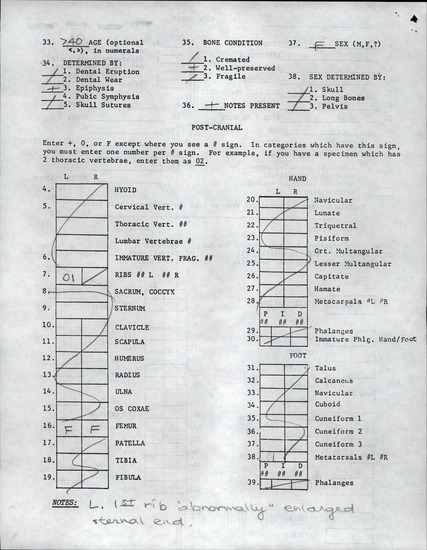 33. >40 AGE (optional <,>), in numerals
34. DETERMINED BY:
1. Dental Eruption
2. Dental Wear
+ 3. Epiphysis
4. Pubic Symphysis
5. Skull Sutures
35. BONE CONDITION
1. Cremated
+ 2. Well-preserved
3. Fragile
36. + NOTES PRESENT
37. F SEX (M,F,?)
38. SEX DETERMINED BY:
1. Skull
2. Long Bones
3. Pelvis
POST-CRANIAL
Enter +, 0, or F except where you see a # sign. In categories which have this sign,
you must enter one number per # sign. For example, if you have a specimen which has
2 thoracic vertebrae, enter them as 02.
L R
4. HYOID
5. Cervical Vert. #
Thoracic Vert. ##
Lumbar Vertebrae #
6. IMMATURE VERT. FRAG. ##
7. 01 RIBS ## L ## R
8. SACRUM, COCCYX
9. STERNUM
10. CLAVICLE
11. SCAPULA
12. HUMERUS
13. RADIUS
14. ULNA
15. OS COXAE
16. F F FEMUR
17. PATELLA
18. TIBIA
19. FIBULA
HAND
L R
20. Navicular
21. Lunate
22. Triquetral
23. Pisiform
24. Grt. Multangular
25. Lesser Multangular
26. Capitate
27. Hamate
28. Metacarpals #L #R
P I D
## ## ##
29. Phalanges
30. Immature Phlg. Hand/Foot
FOOT
31. Talus
32. Calcaneus
33. Navicular
34. Cuboid
35. Cuneiform 1
36. Cuneiform 2
37. Cuneiform 3
38. Metatarsals #L #R
P I D
## ## ##
39. Phalanges
NOTES: L. 1st rib "abnormally" enlarged
sternal end.